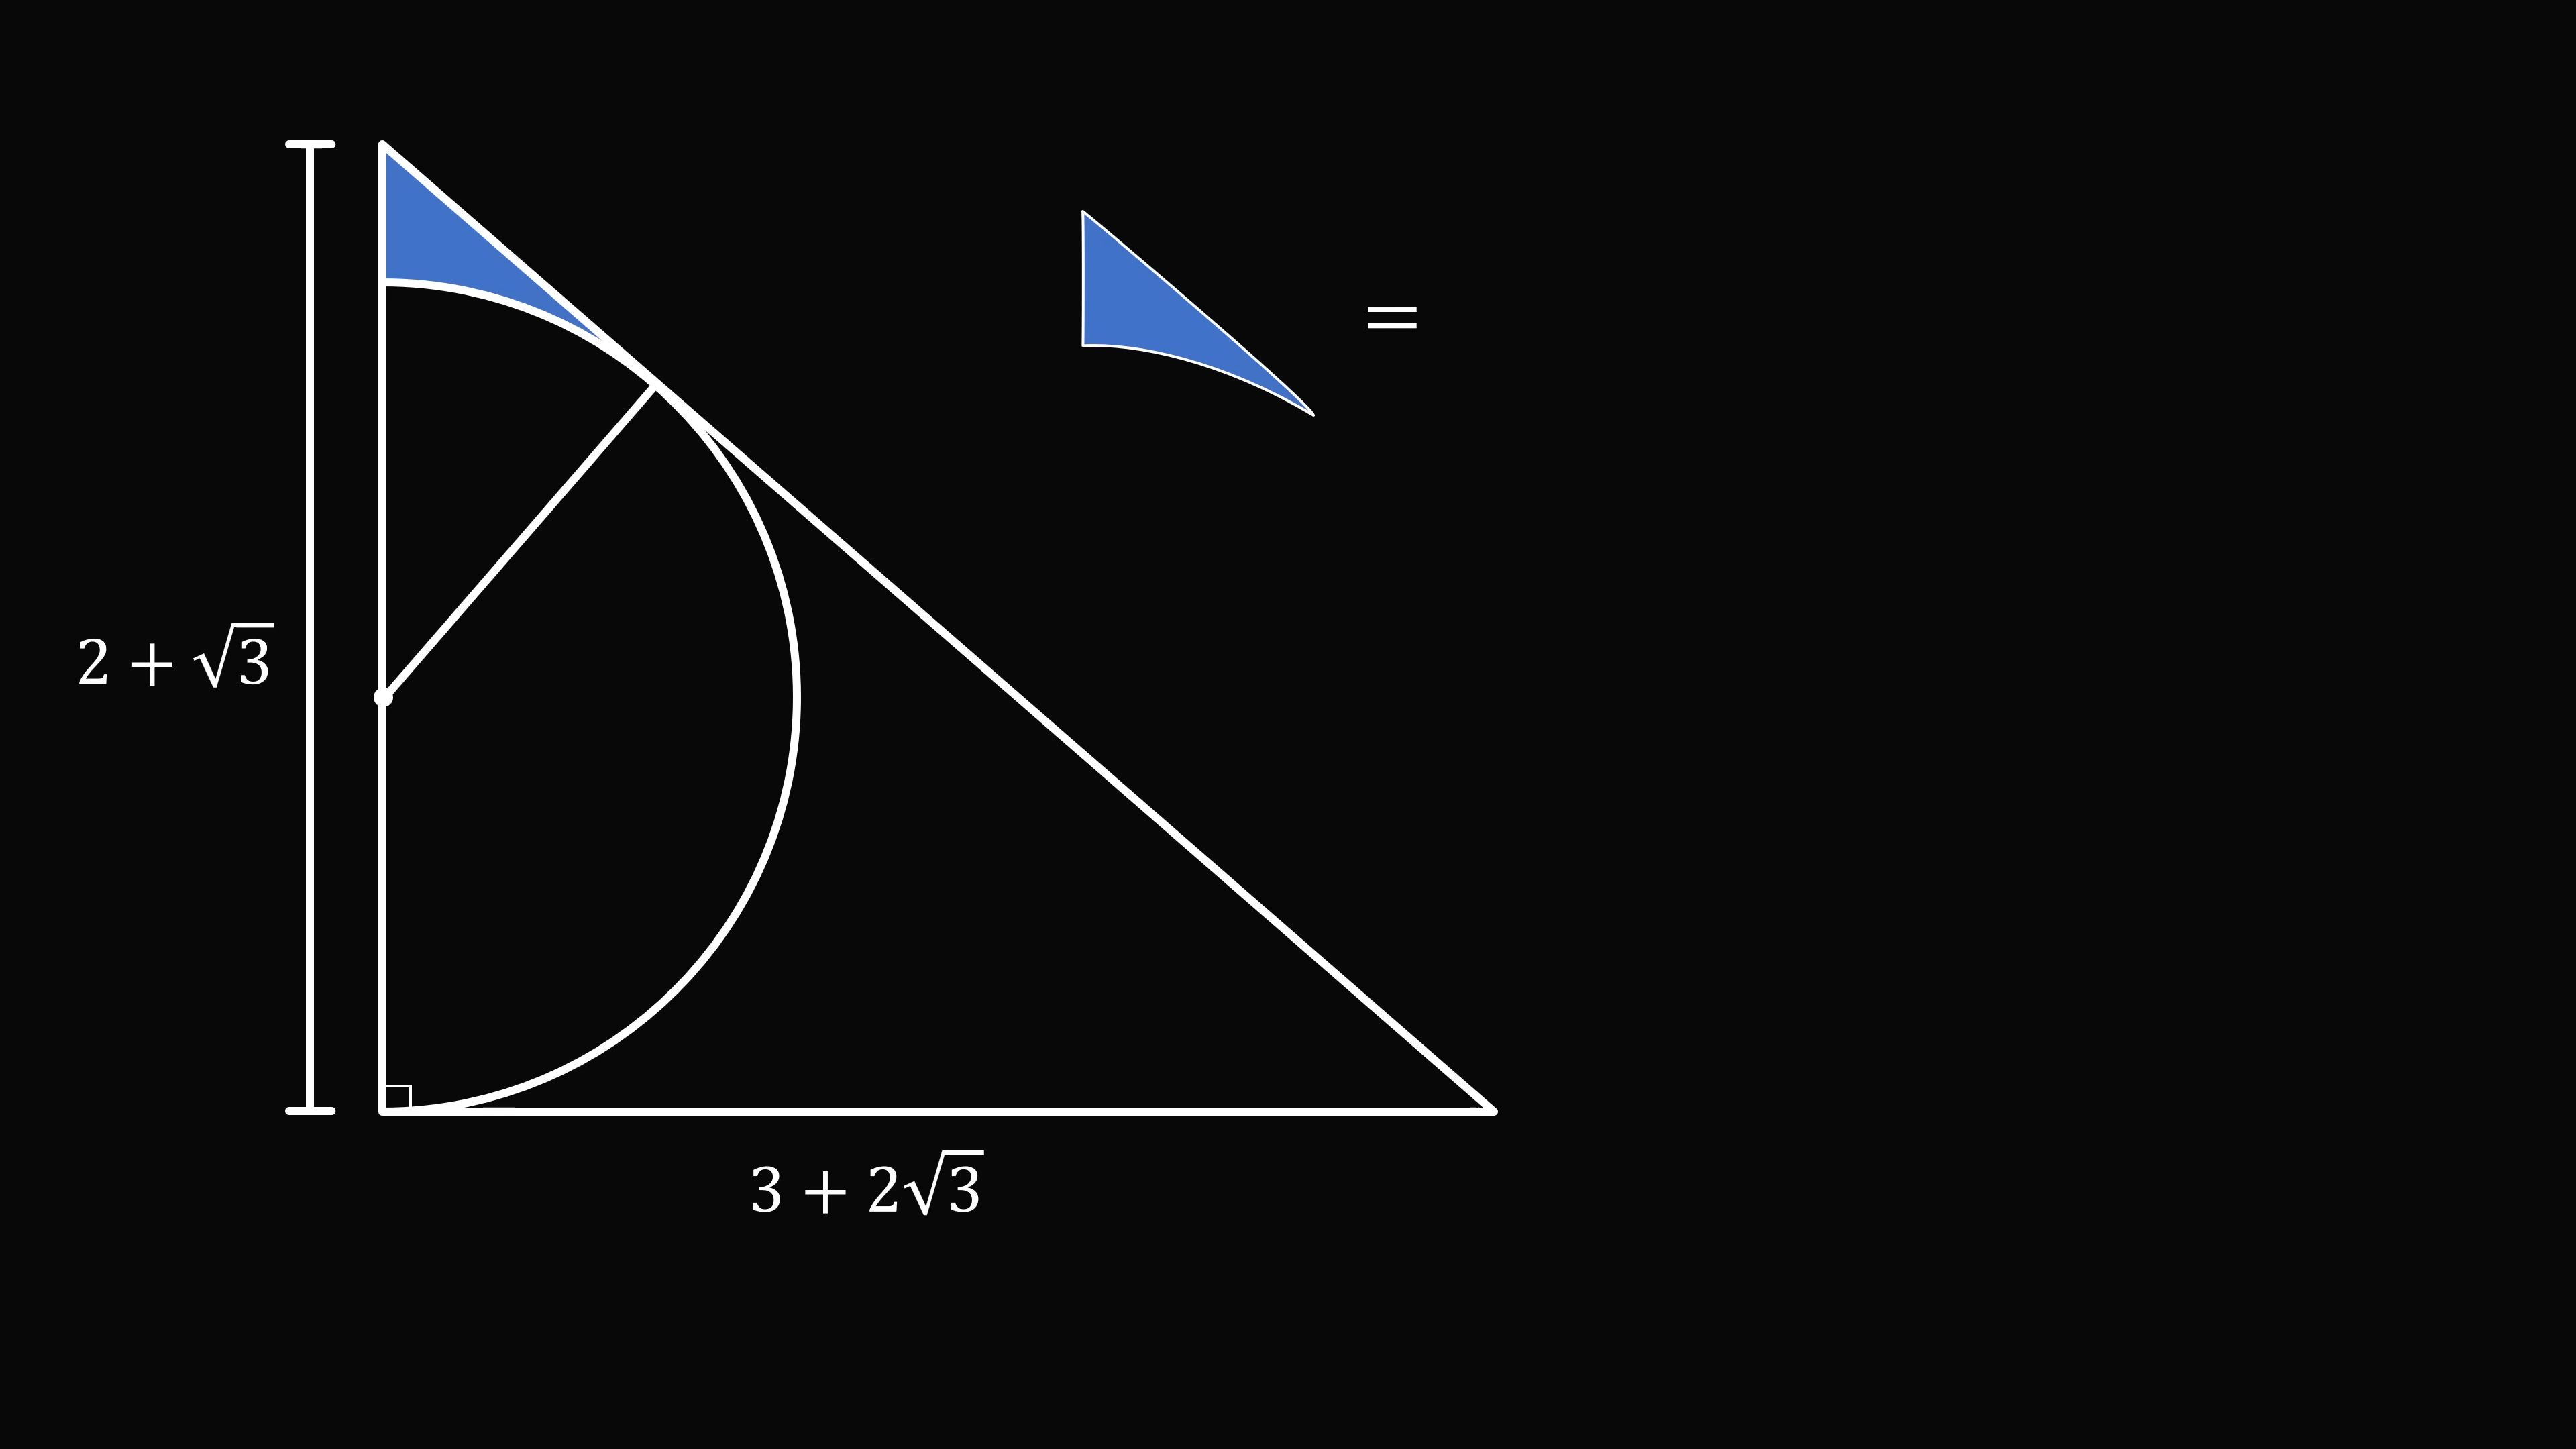 2 + √3
3 + 2√3
=